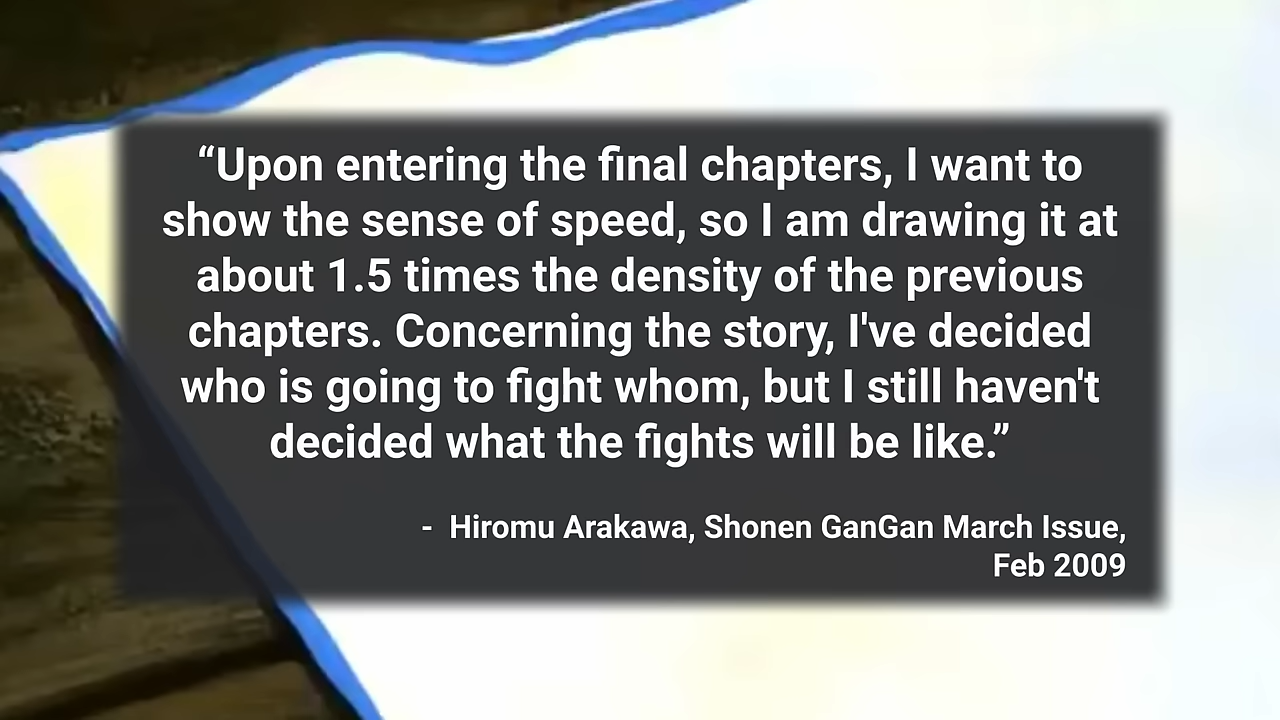 “Upon entering the final chapters, I want to
show the sense of speed, so I am drawing it at
about 1.5 times the density of the previous
chapters. Concerning the story, I've decided
who is going to fight whom, but I still haven't
decided what the fights will be like.”
- Hiromu Arakawa, Shonen GanGan March Issue,
Feb 2009